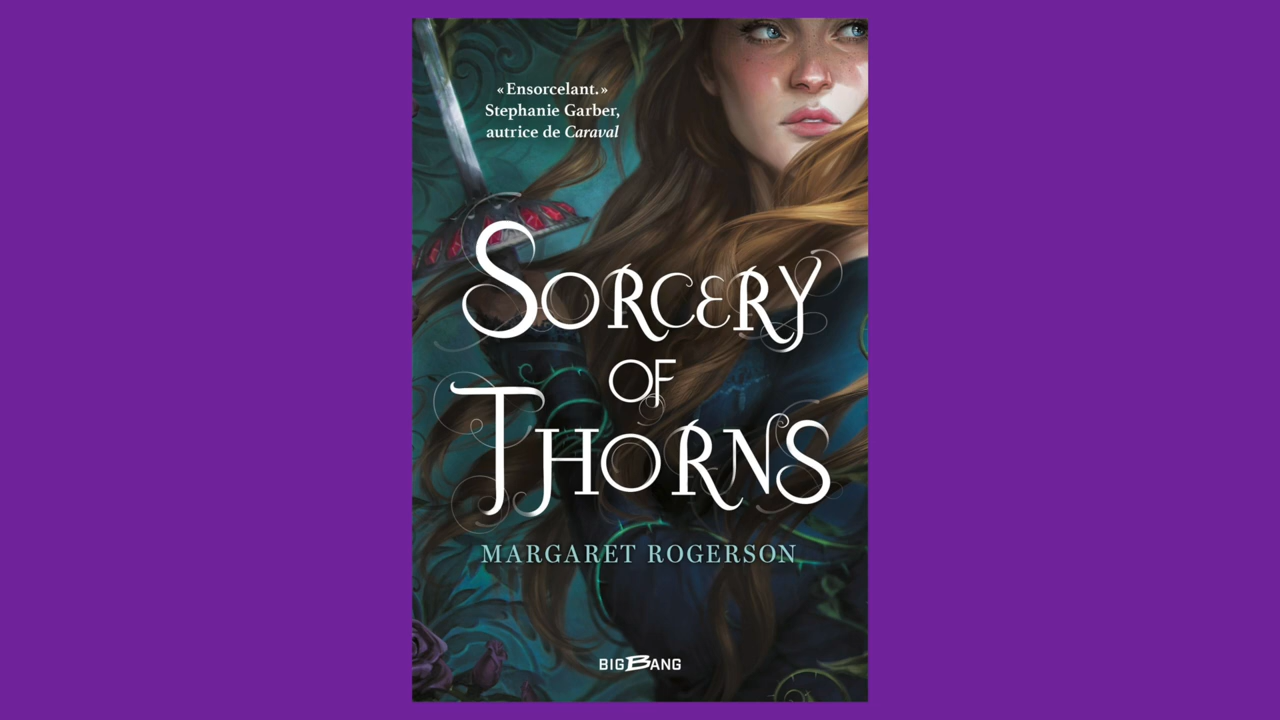 « Ensorcelant. »
Stephanie Garber,
autrice de Caraval
SORCERY
OF
THORNS
MARGARET ROGERSON
BIGBANG